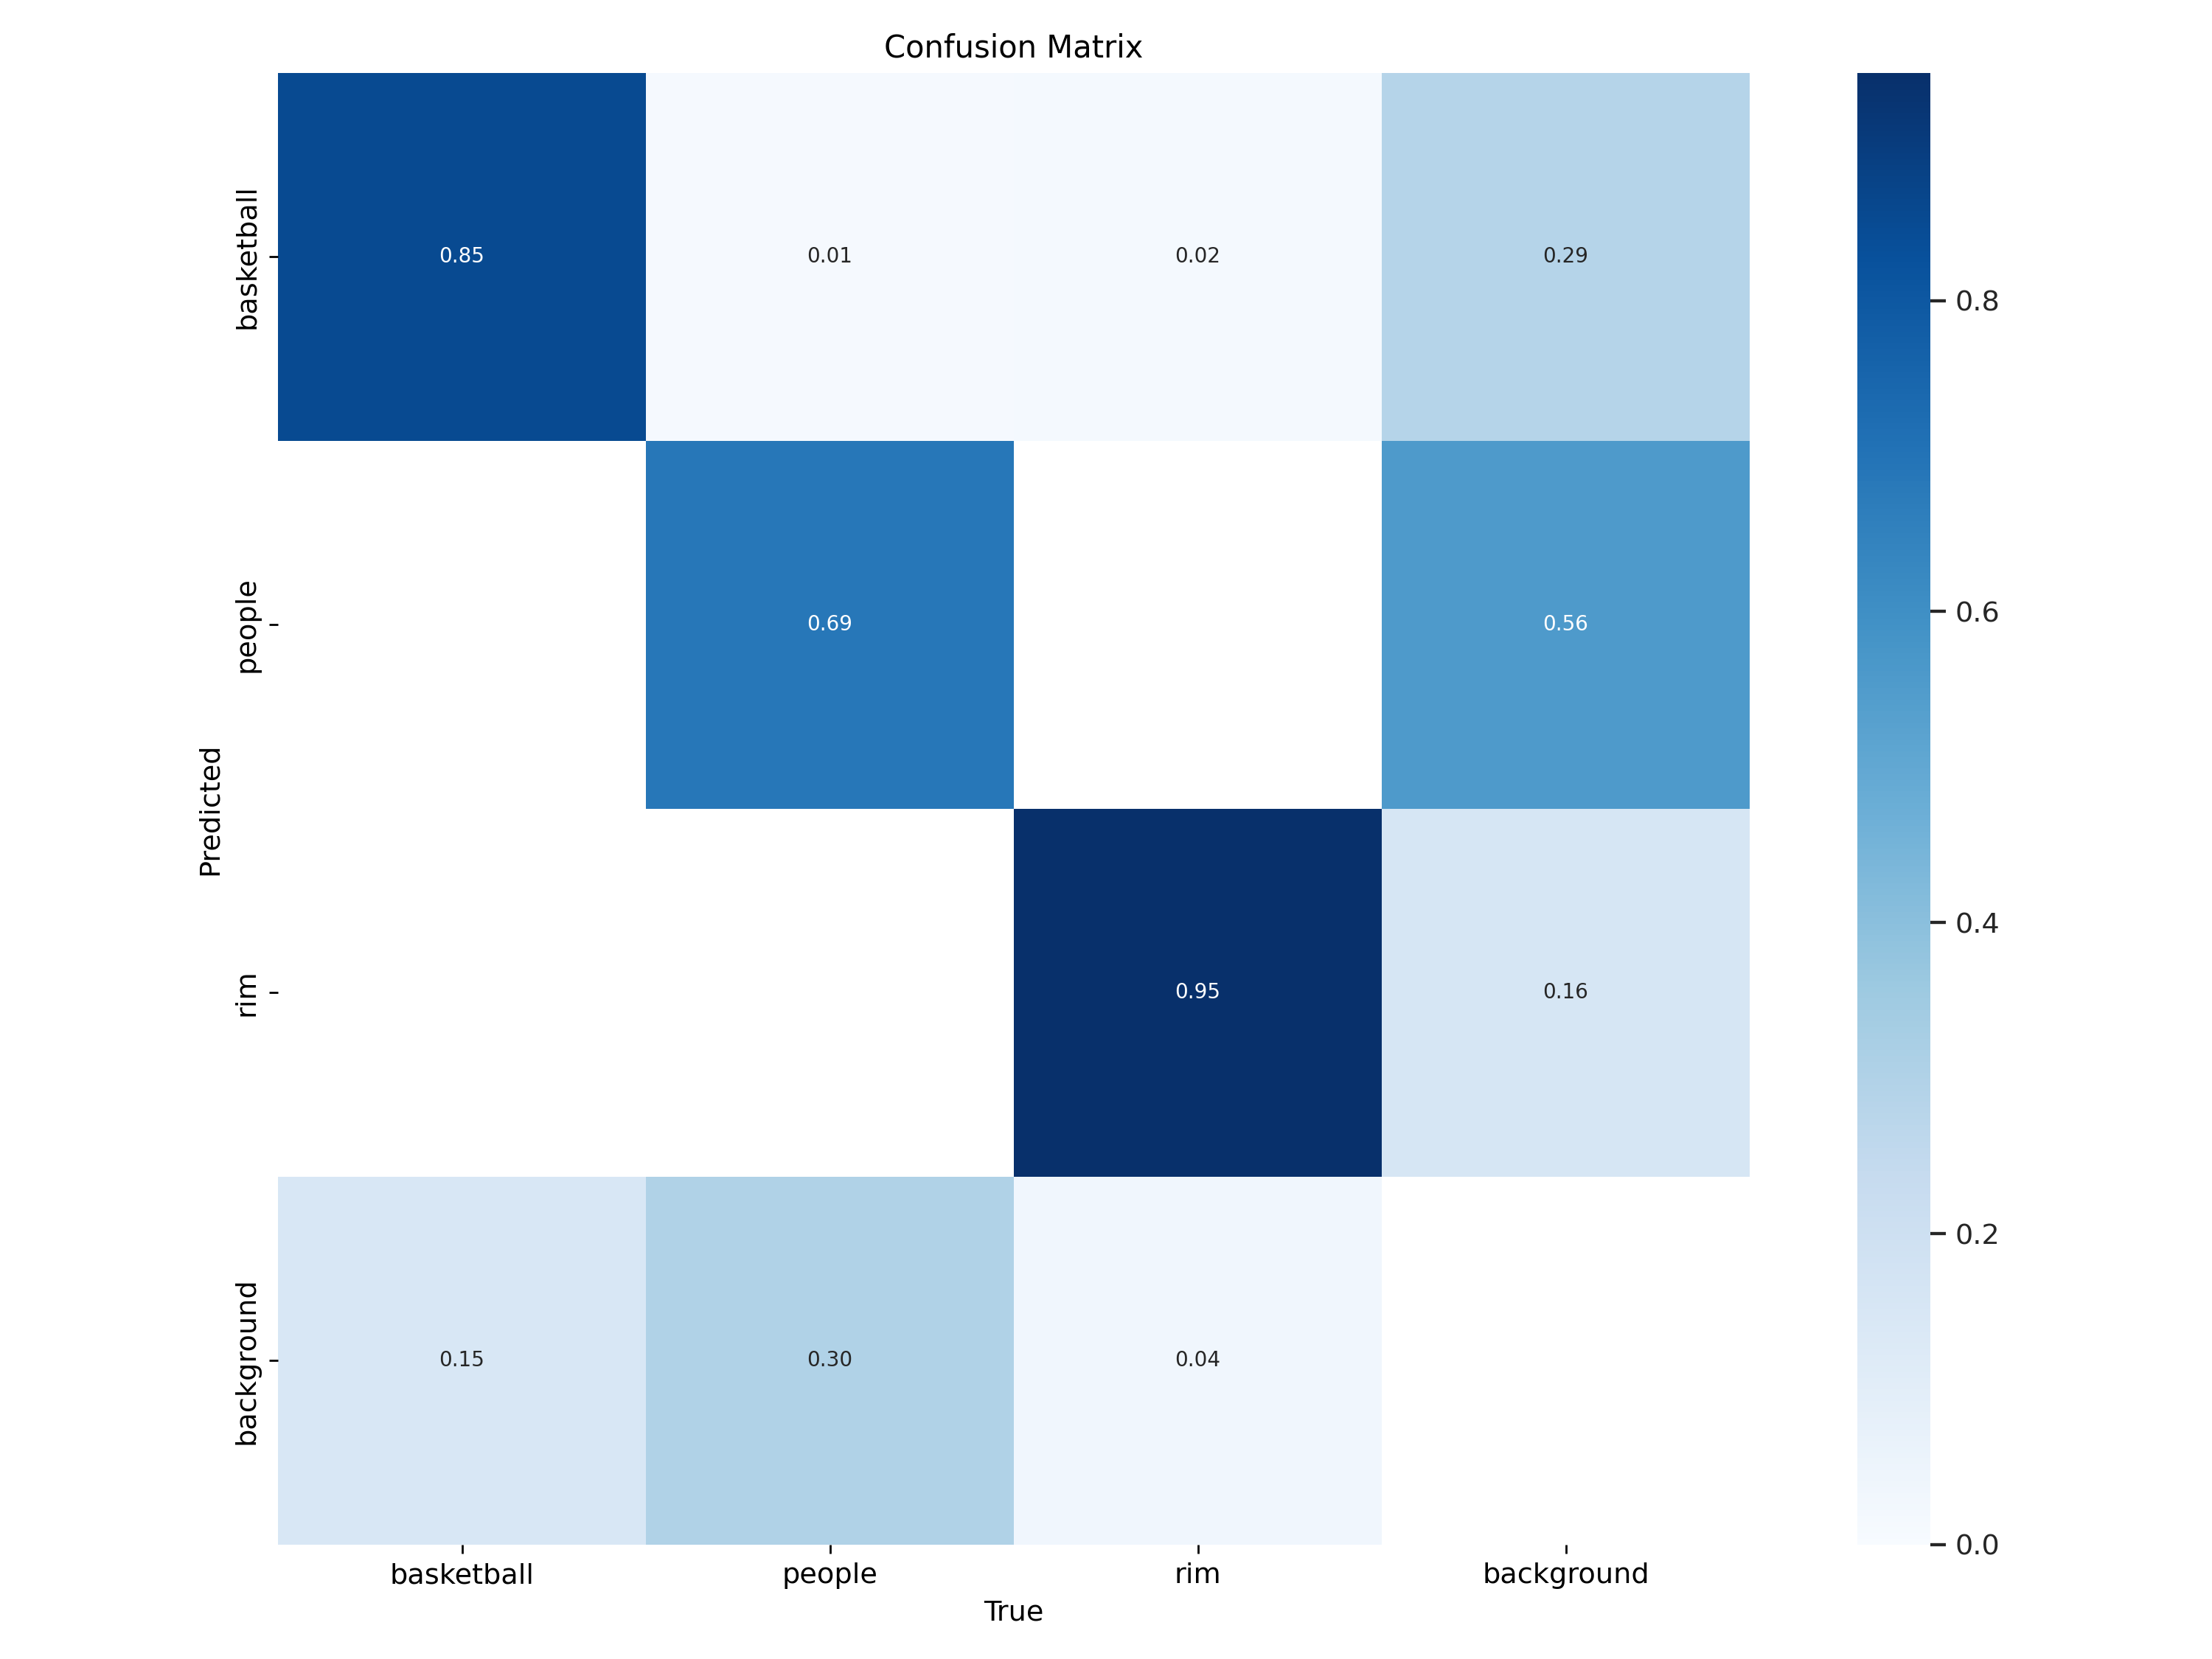 Confusion Matrix
basketball
0.85
0.01
0.02
0.29
0.8
people
0.69
0.56
0.6
Predicted
0.4
rim
0.95
0.16
0.2
background
0.15
0.30
0.04
0.0
basketball
people
rim
background
True